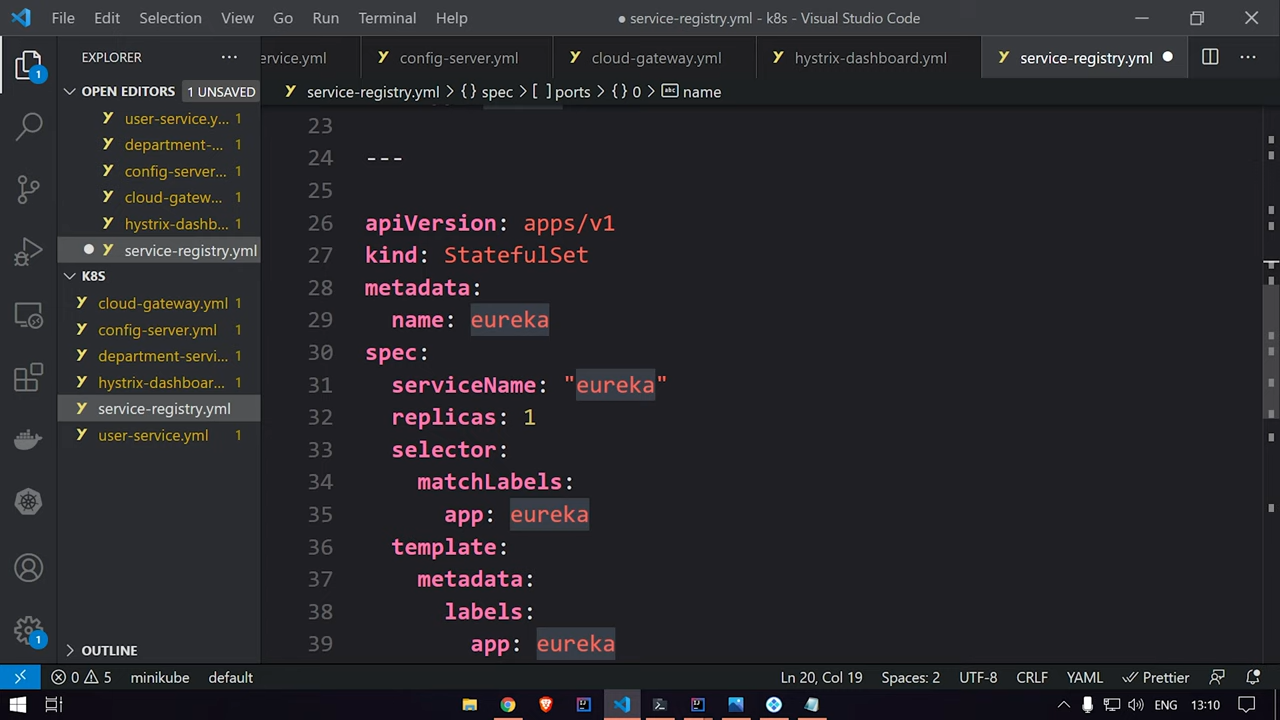 File Edit Selection View Go Run Terminal Help
● service-registry.yml - k8s - Visual Studio Code
EXPLORER
ervice.yml config-server.yml cloud-gateway.yml hystrix-dashboard.yml service-registry.yml
OPEN EDITORS 1 UNSAVED
service-registry.yml > {} spec > [ ] ports > {} 0 > abc name
user-service.y... 1
department-... 1
config-server... 1
cloud-gatew... 1
hystrix-dashb... 1
service-registry.yml
K8S
cloud-gateway.yml 1
config-server.yml 1
department-servi... 1
hystrix-dashboar... 1
service-registry.yml
user-service.yml 1
OUTLINE
1
1
23
24 ---
25
26 apiVersion: apps/v1
27 kind: StatefulSet
28 metadata:
29 name: eureka
30 spec:
31 serviceName: "eureka"
32 replicas: 1
33 selector:
34 matchLabels:
35 app: eureka
36 template:
37 metadata:
38 labels:
39 app: eureka
0 5 minikube default Ln 20, Col 19 Spaces: 2 UTF-8 CRLF YAML Prettier
ENG 13:10